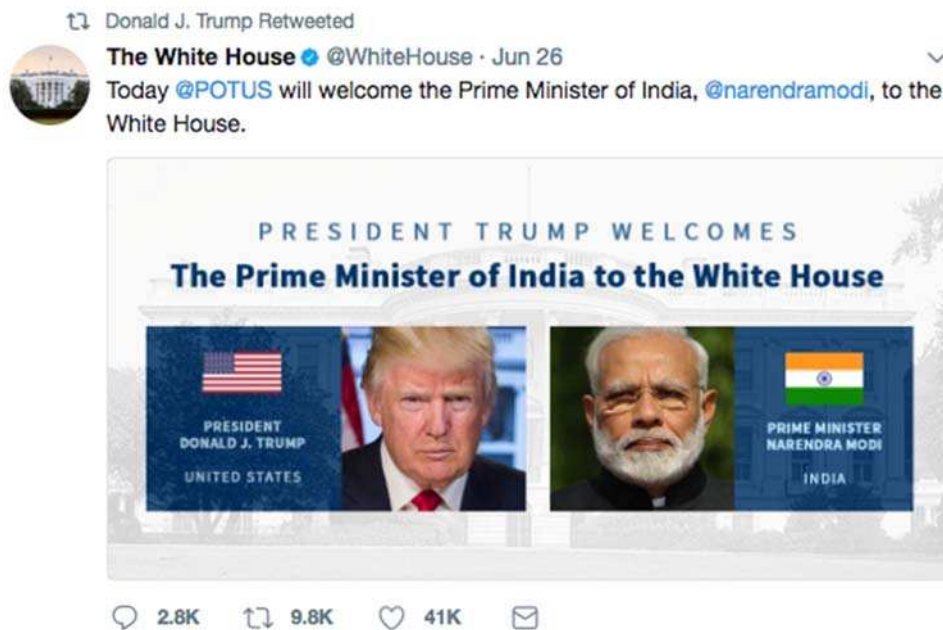 Donald J. Trump Retweeted
The White House @WhiteHouse · Jun 26
Today @POTUS will welcome the Prime Minister of India, @narendramodi, to the
White House.
PRESIDENT TRUMP WELCOMES
The Prime Minister of India to the White House
PRESIDENT
DONALD J. TRUMP
UNITED STATES
PRIME MINISTER
NARENDRA MODI
INDIA
2.8K 9.8K 41K